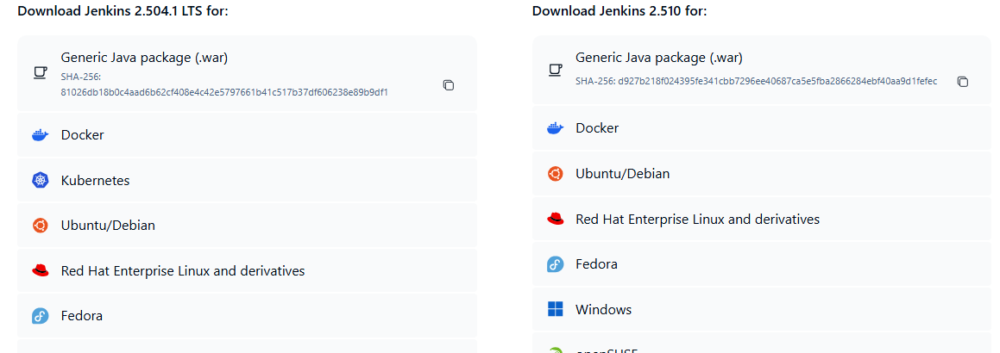 Download Jenkins 2.504.1 LTS for:
Generic Java package (.war)
SHA-256:
81026db18b0c4aad6b62cf408e4c42e5797661b41c517b37df606238e89b9df1
Docker
Kubernetes
Ubuntu/Debian
Red Hat Enterprise Linux and derivatives
Fedora
Download Jenkins 2.510 for:
Generic Java package (.war)
SHA-256: d927b218f024395fe341cbb7296ee40687ca5e5fba2866284ebf40aa9d1fefec
Docker
Ubuntu/Debian
Red Hat Enterprise Linux and derivatives
Fedora
Windows
openSUSE